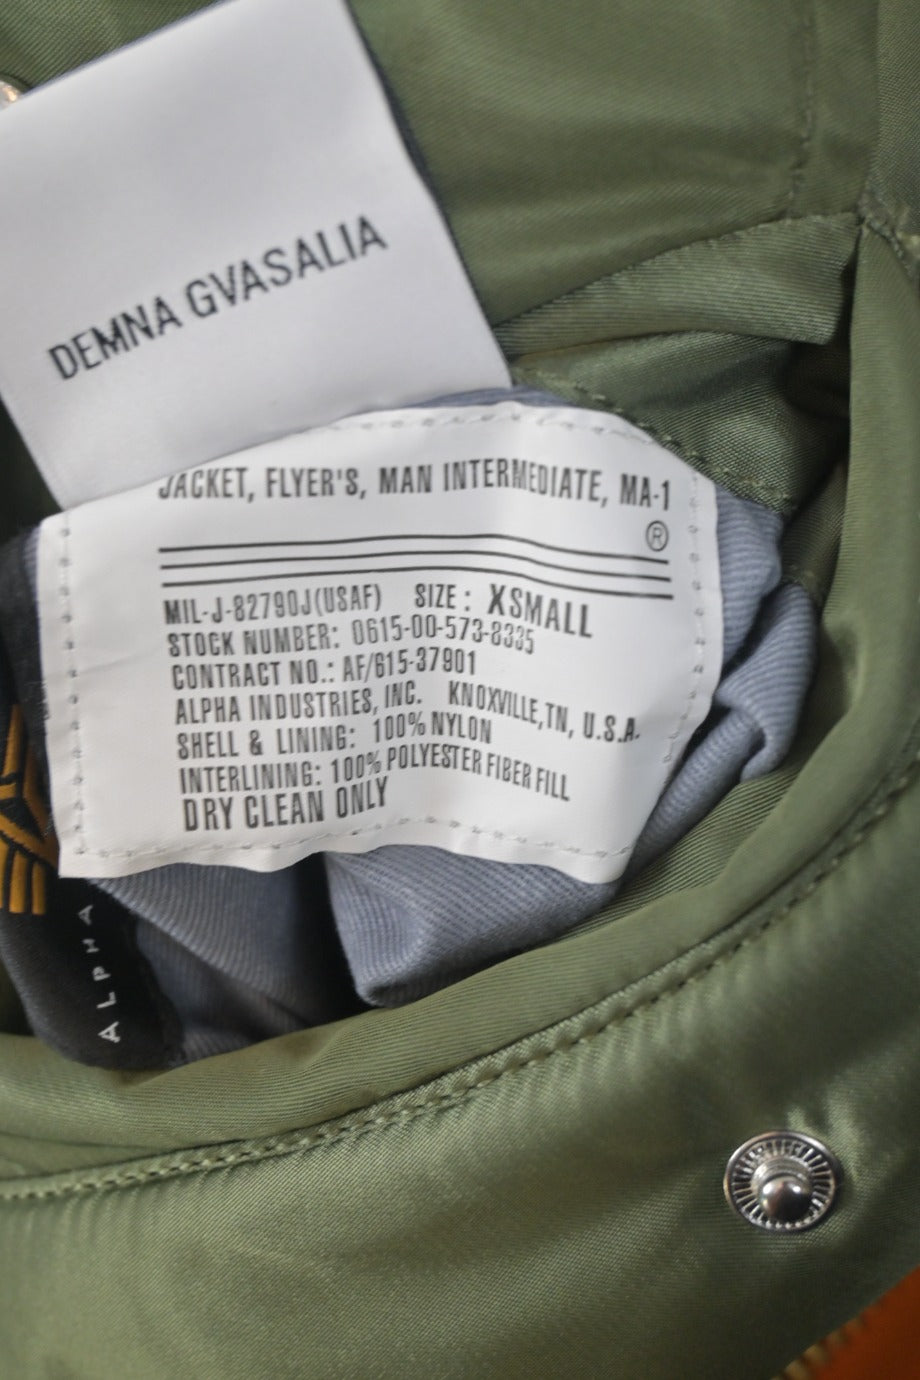 DEMNA GVASALIA
JACKET, FLYER'S, MAN INTERMEDIATE, MA-1
®
MIL-J-82790J(USAF) SIZE: XSMALL
STOCK NUMBER: 0615-00-573-8335
CONTRACT NO.: AF/615-37901
ALPHA INDUSTRIES, INC. KNOXVILLE,TN, U.S.A.
SHELL & LINING: 100% NYLON
INTERLINING: 100% POLYESTER FIBER FILL
DRY CLEAN ONLY
ALPHA